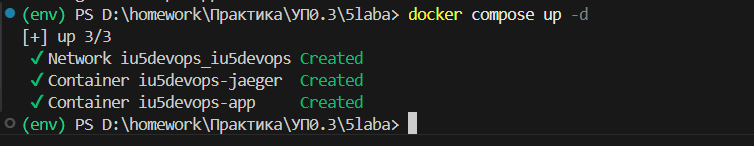 (env) PS D:\homework\Практика\УП0.3\5laba> docker compose up -d
[+] up 3/3
✓ Network iu5devops_iu5devops Created
✓ Container iu5devops-jaeger Created
✓ Container iu5devops-app Created
(env) PS D:\homework\Практика\УП0.3\5laba>